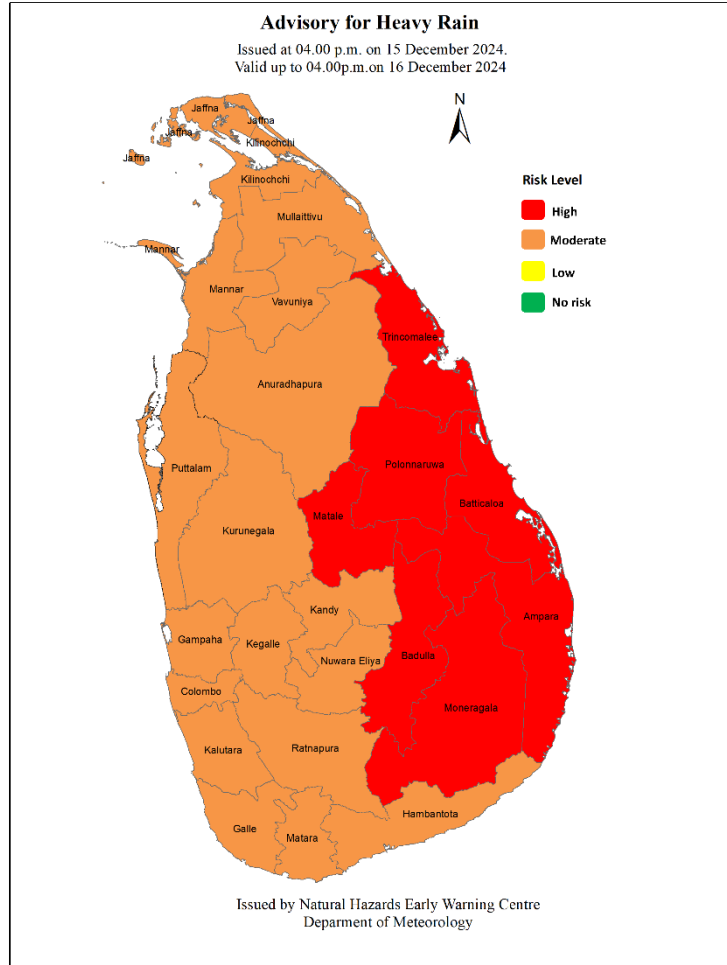 Advisory for Heavy Rain
Issued at 04.00 p.m. on 15 December 2024.
Valid up to 04.00p.m.on 16 December 2024
N
Risk Level
High
Moderate
Low
No risk
Jaffna
Jaffna
Jaffna
Jaffna
Kilinochchi
Kilinochchi
Mullaittivu
Mannar
Mannar
Vavuniya
Trincomalee
Anuradhapura
Puttalam
Polonnaruwa
Batticaloa
Matale
Kurunegala
Kandy
Ampara
Gampaha
Kegalle
Nuwara Eliya
Badulla
Colombo
Moneragala
Kalutara
Ratnapura
Hambantota
Galle
Matara
Issued by Natural Hazards Early Warning Centre
Deparment of Meteorology